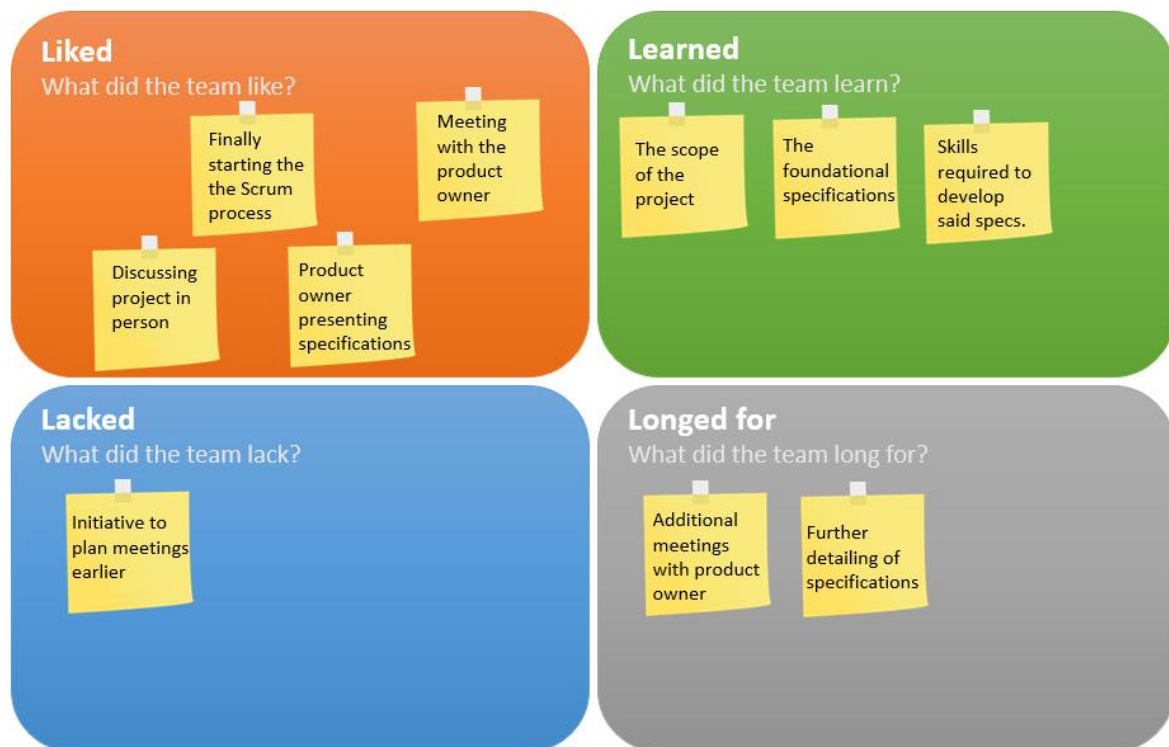 Liked
What did the team like?
Finally
starting the
the Scrum
process
Meeting
with the
product
owner
Discussing
project in
person
Product
owner
presenting
specifications
Learned
What did the team learn?
The scope
of the
project
The
foundational
specifications
Skills
required to
develop
said specs.
Lacked
What did the team lack?
Initiative to
plan meetings
earlier
Longed for
What did the team long for?
Additional
meetings
with product
owner
Further
detailing of
specifications